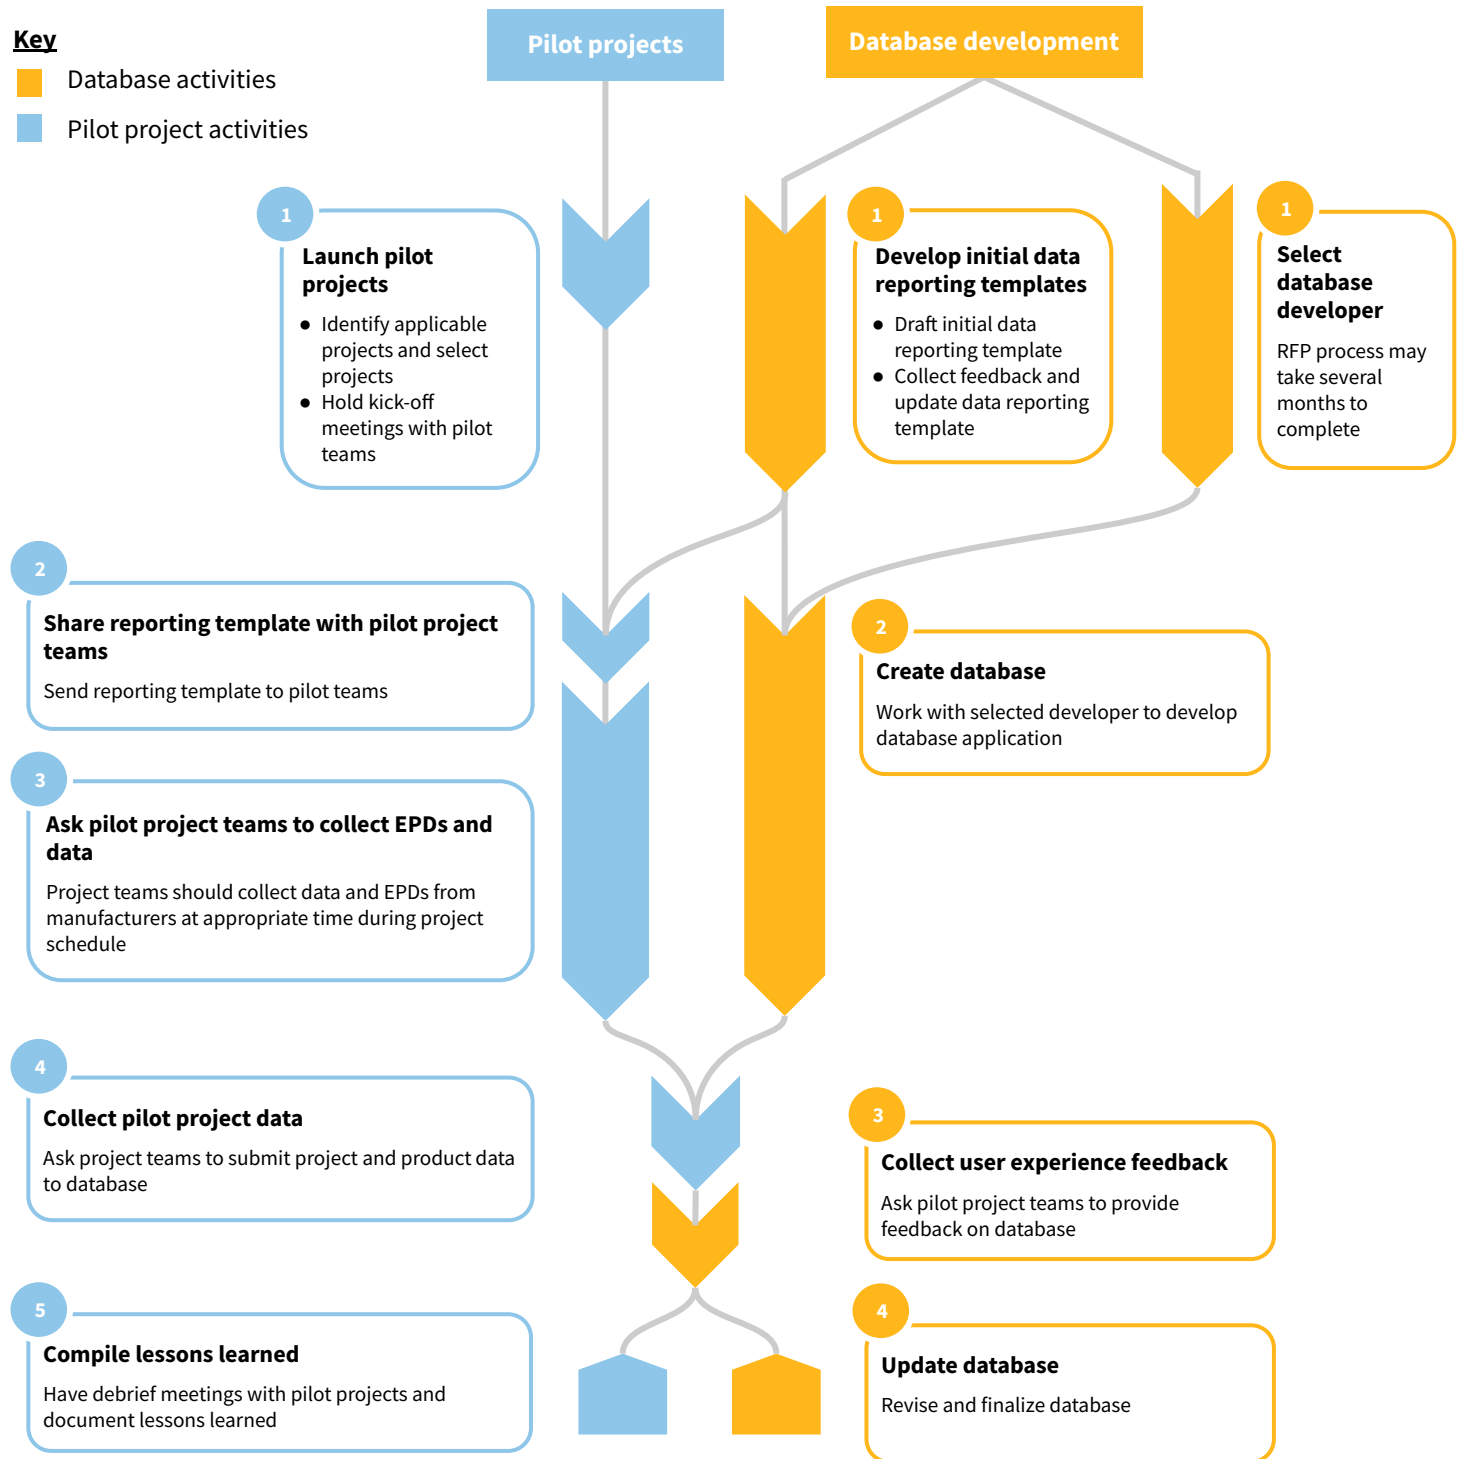 Key
Database activities
Pilot project activities
Pilot projects
Database development
1
Launch pilot
projects
● Identify applicable
projects and select
projects
● Hold kick-off
meetings with pilot
teams
1
Develop initial data
reporting templates
● Draft initial data
reporting template
● Collect feedback and
update data reporting
template
1
Select
database
developer
RFP process may
take several
months to
complete
2
Share reporting template with pilot project
teams
Send reporting template to pilot teams
2
Create database
Work with selected developer to develop
database application
3
Ask pilot project teams to collect EPDs and
data
Project teams should collect data and EPDs from
manufacturers at appropriate time during project
schedule
4
Collect pilot project data
Ask project teams to submit project and product data
to database
3
Collect user experience feedback
Ask pilot project teams to provide
feedback on database
5
Compile lessons learned
Have debrief meetings with pilot projects and
document lessons learned
4
Update database
Revise and finalize database